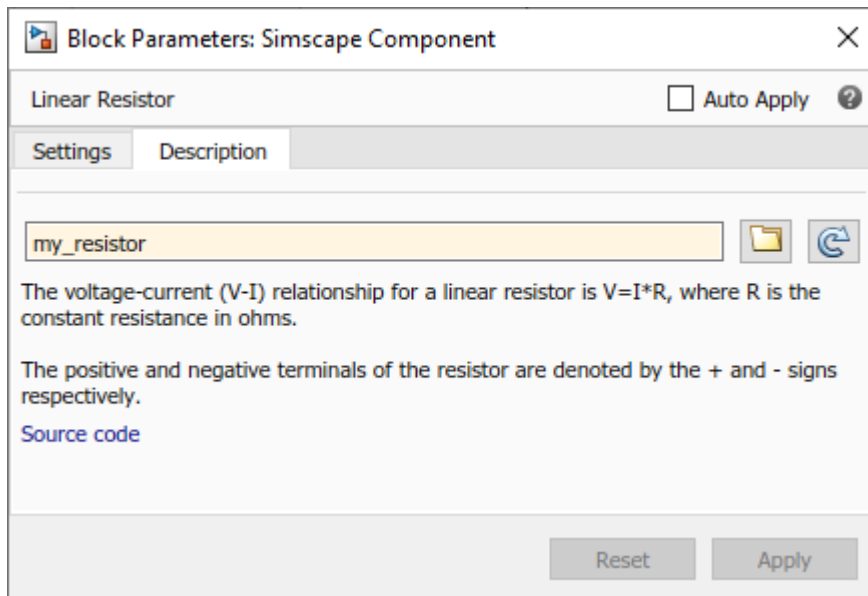 Block Parameters: Simscape Component
Linear Resistor
Auto Apply
Settings Description
my_resistor
The voltage-current (V-I) relationship for a linear resistor is V=I*R, where R is the
constant resistance in ohms.
The positive and negative terminals of the resistor are denoted by the + and - signs
respectively.
Source code
Reset Apply